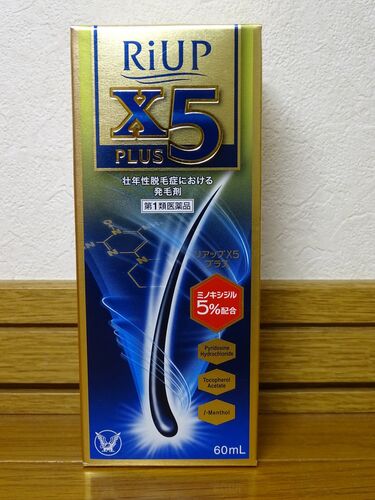 RiUP
X5
PLUS
壮年性脱毛症における
発毛剤
第1類医薬品
リアップX5
プラス
ミノキシジル
5%配合
Pyridoxine
Hydrochloride
Tocopherol
Acetate
l-Menthol
60mL